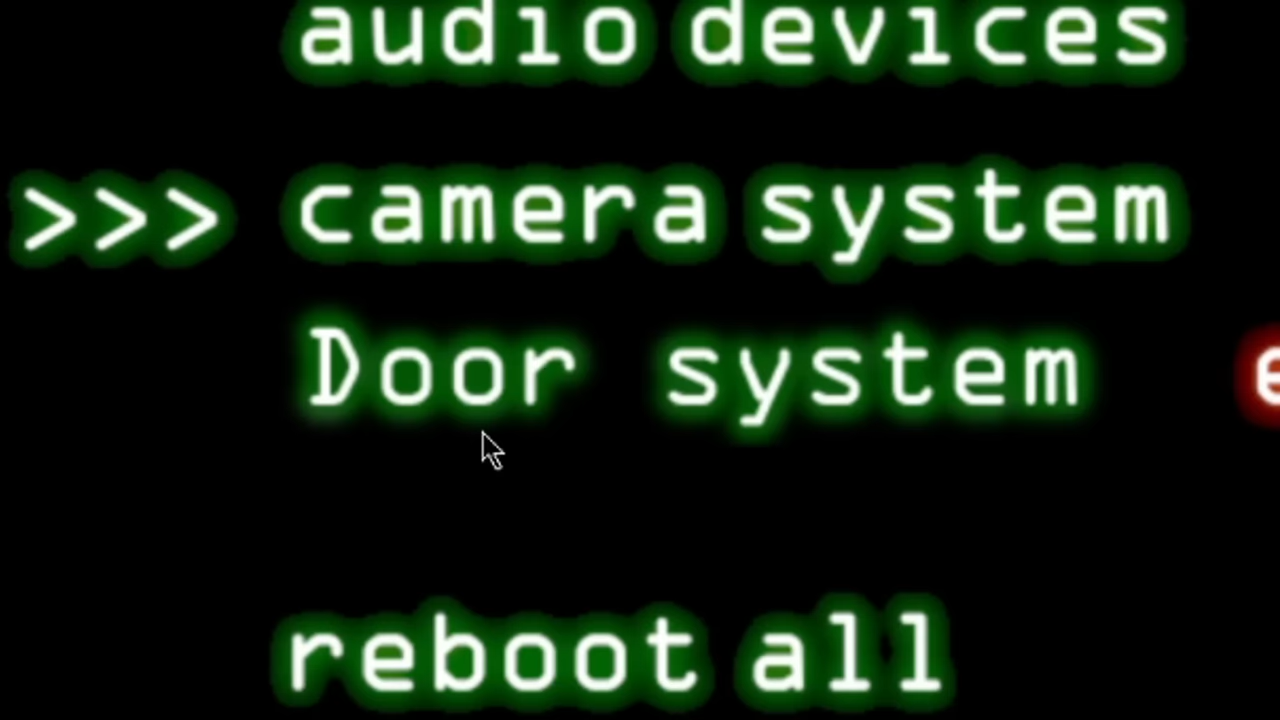 audio devices
>>> camera system
Door system e
reboot all